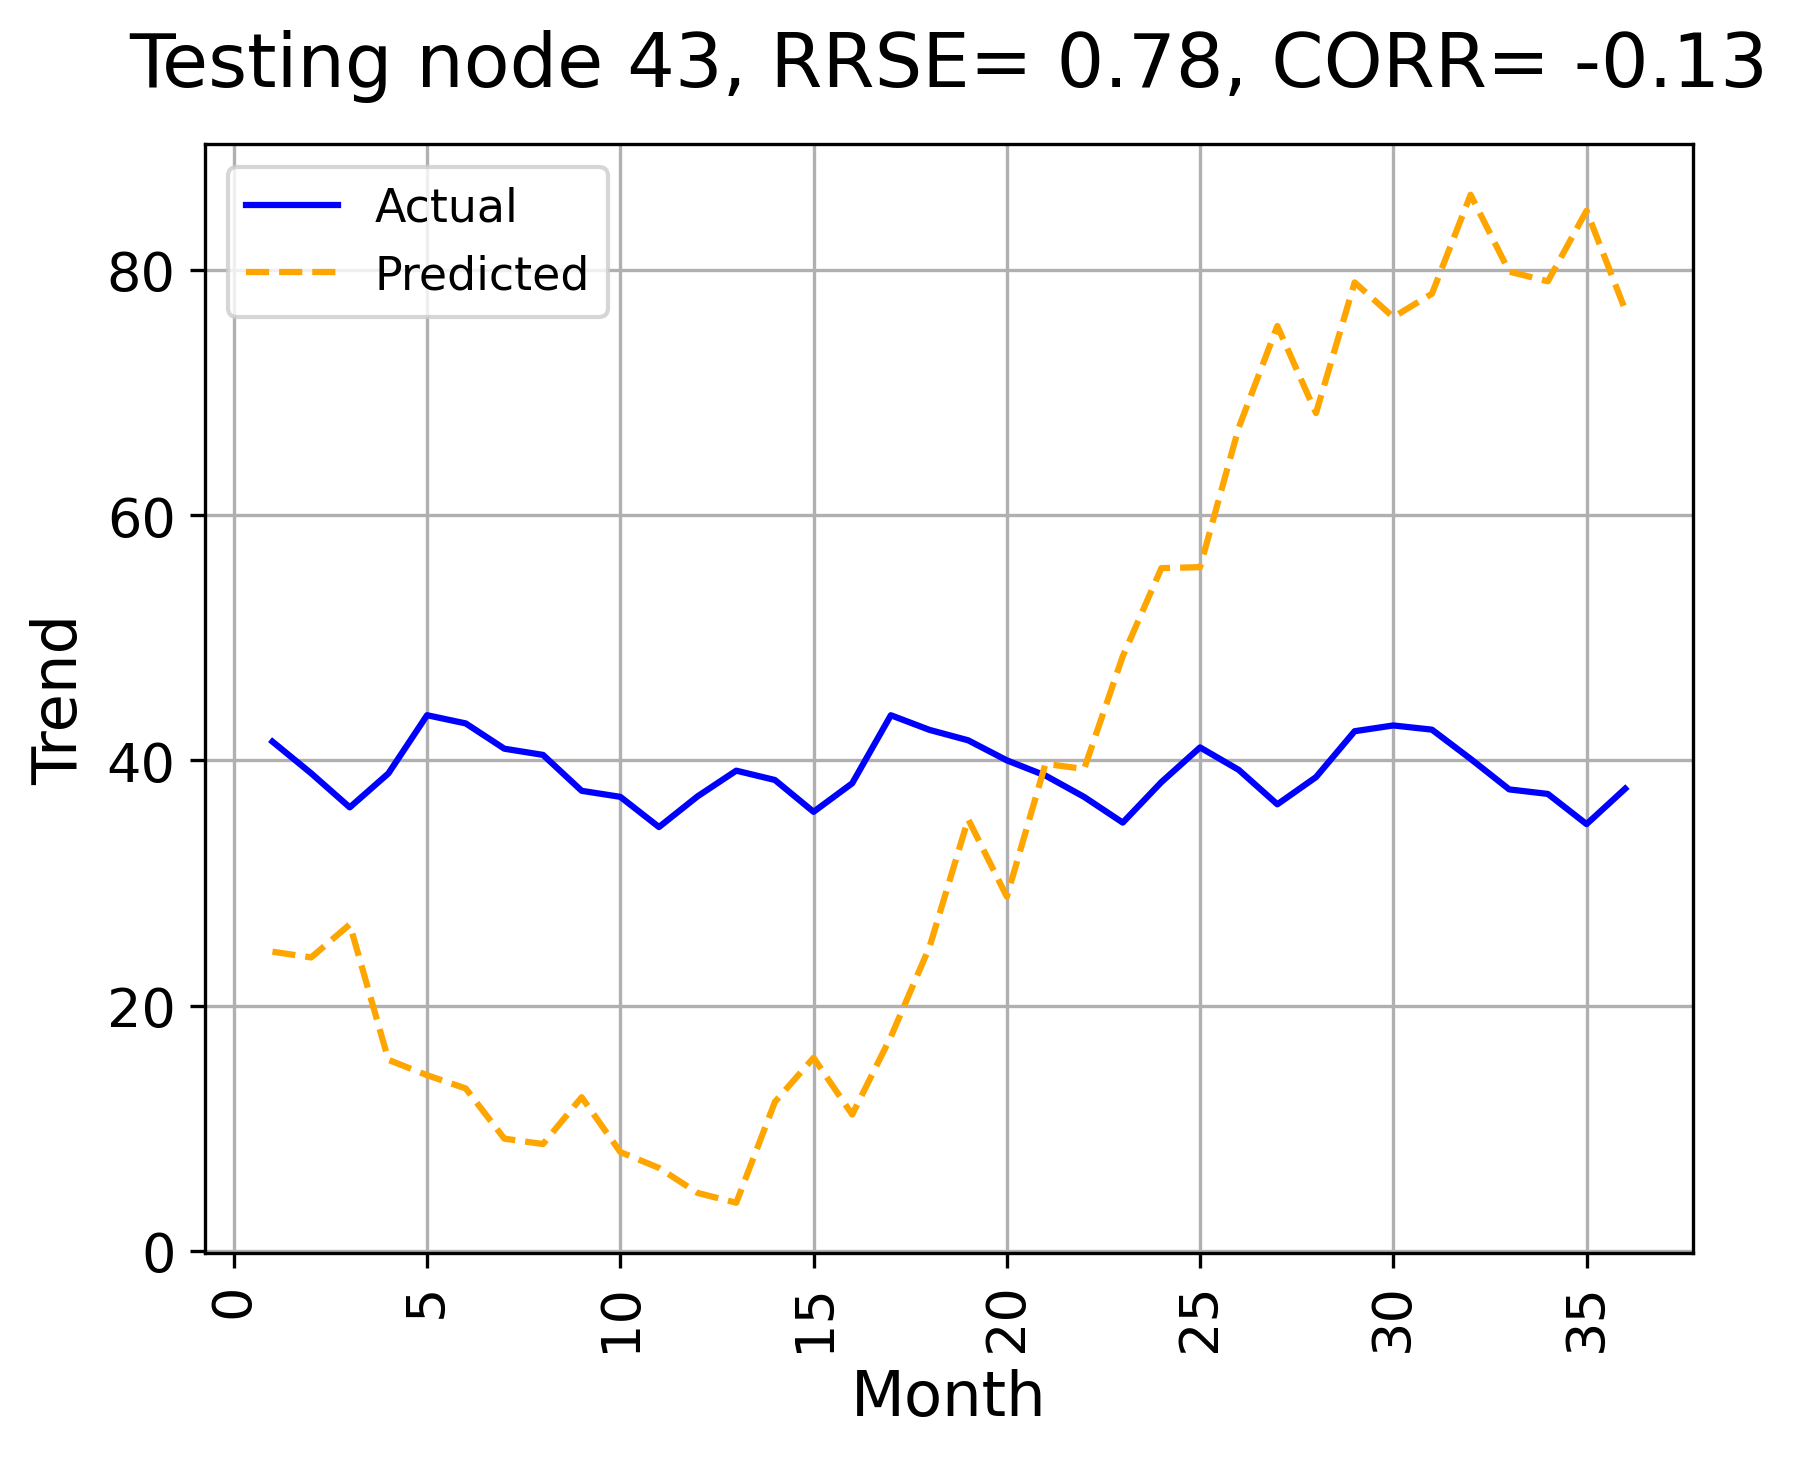 Testing node 43, RRSE= 0.78, CORR= -0.13
Actual
Predicted
Trend
80
60
40
20
0
0 5 10 15 20 25 30 35
Month